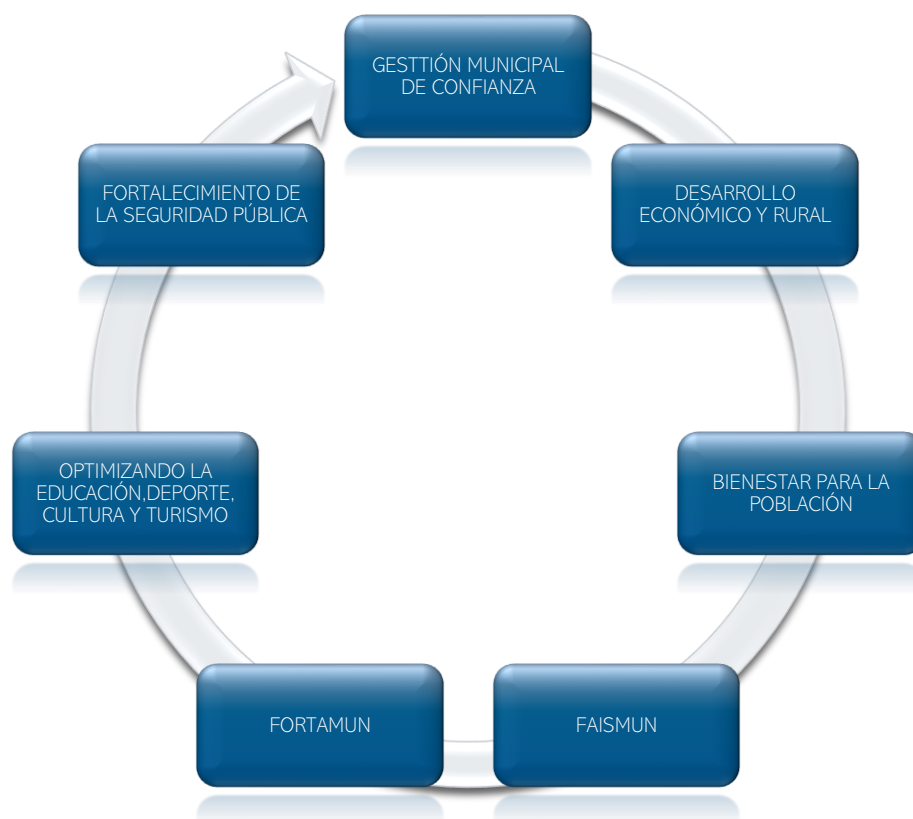 GESTTIÓN MUNICIPAL
DE CONFIANZA
DESARROLLO
ECONÓMICO Y RURAL
BIENESTAR PARA LA
POBLACIÓN
FAISMUN
FORTAMUN
OPTIMIZANDO LA
EDUCACIÓN,DEPORTE,
CULTURA Y TURISMO
FORTALECIMIENTO DE
LA SEGURIDAD PÚBLICA